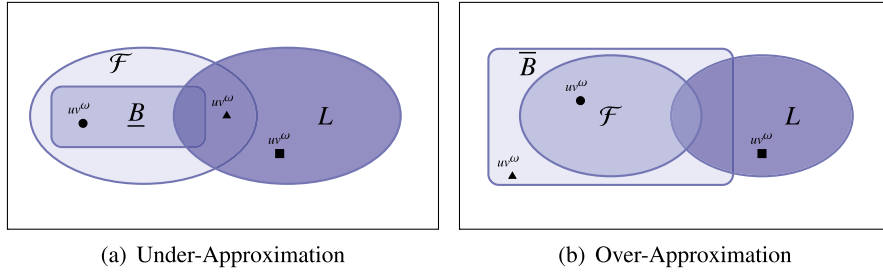 ℱ
uv^ω
B̲
uv^ω
L
uv^ω
B̅
uv^ω
ℱ
L
uv^ω
uv^ω
(a) Under-Approximation
(b) Over-Approximation